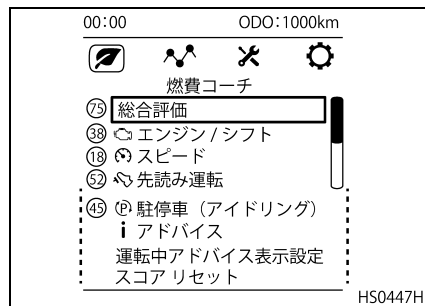 00:00 ODO:1000km
燃費コーチ
75 総合評価
38 エンジン / シフト
18 スピード
52 先読み運転
45 駐停車（アイドリング）
i アドバイス
運転中アドバイス表示設定
スコア リセット
HS0447H